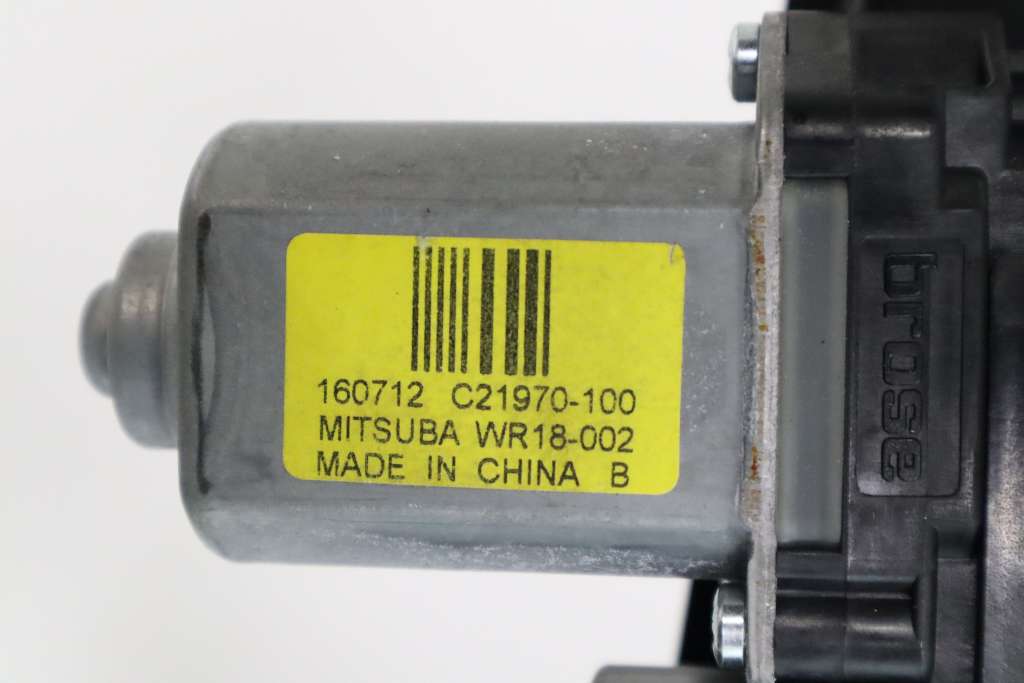 160712 C21970-100
MITSUBA WR18-002
MADE IN CHINA B
brose